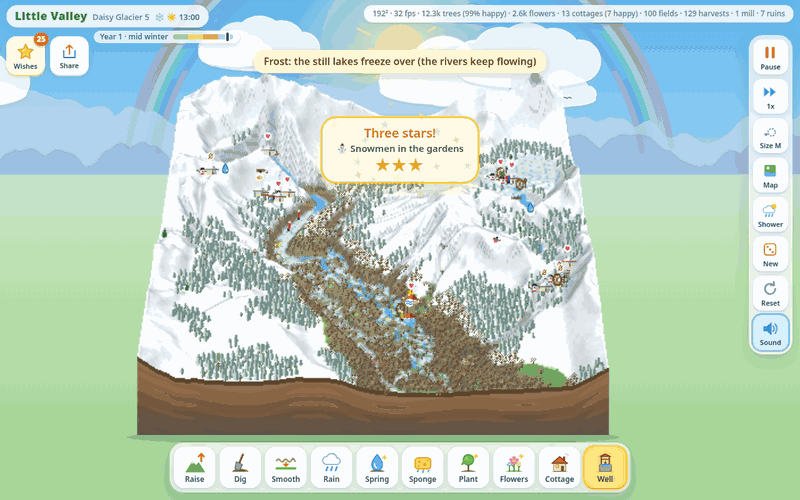 Little Valley Daisy Glacier 5 13:00
192² · 32 fps · 12.3k trees (99% happy) · 2.6k flowers · 13 cottages (7 happy) · 100 fields · 129 harvests · 1 mill · 7 ruins
Year 1 · mid winter
25
Wishes
Share
Frost: the still lakes freeze over (the rivers keep flowing)
Three stars!
Snowmen in the gardens
Pause
1x
Size M
Map
Shower
New
Reset
Sound
Raise
Dig
Smooth
Rain
Spring
Sponge
Plant
Flowers
Cottage
Well